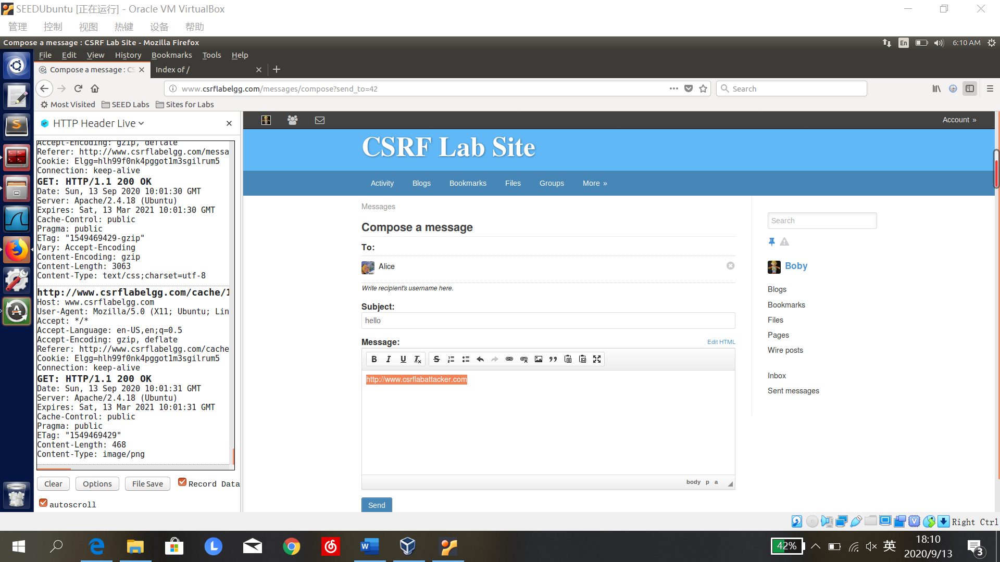 SEEDUbuntu [正在运行] - Oracle VM VirtualBox
管理 控制 视图 热键 设备 帮助
Compose a message : CSRF Lab Site - Mozilla Firefox
En 6:10 AM
File Edit View History Bookmarks Tools Help
Compose a message : CS
Index of /
www.csrflabelgg.com/messages/compose?send_to=42
Search
Most Visited SEED Labs Sites for Labs
HTTP Header Live
Accept-Encoding: gzip, deflate
Referer: http://www.csrflabelgg.com/messa
Cookie: Elgg=hlh99f0nk4pggot1m3sgilrum5
Connection: keep-alive
GET: HTTP/1.1 200 OK
Date: Sun, 13 Sep 2020 10:01:30 GMT
Server: Apache/2.4.18 (Ubuntu)
Expires: Sat, 13 Mar 2021 10:01:30 GMT
Cache-Control: public
Pragma: public
ETag: "1549469429-gzip"
Vary: Accept-Encoding
Content-Encoding: gzip
Content-Length: 3063
Content-Type: text/css;charset=utf-8
http://www.csrflabelgg.com/cache/1
Host: www.csrflabelgg.com
User-Agent: Mozilla/5.0 (X11; Ubuntu; Lin
Accept: */*
Accept-Language: en-US,en;q=0.5
Accept-Encoding: gzip, deflate
Referer: http://www.csrflabelgg.com/cache
Cookie: Elgg=hlh99f0nk4pggot1m3sgilrum5
Connection: keep-alive
GET: HTTP/1.1 200 OK
Date: Sun, 13 Sep 2020 10:01:31 GMT
Server: Apache/2.4.18 (Ubuntu)
Expires: Sat, 13 Mar 2021 10:01:31 GMT
Cache-Control: public
Pragma: public
ETag: "1549469429"
Content-Length: 468
Content-Type: image/png
Clear Options File Save Record Data
autoscroll
Account »
CSRF Lab Site
Activity Blogs Bookmarks Files Groups More »
Messages
Compose a message
To:
Alice
Write recipient's username here.
Subject:
hello
Message:
Edit HTML
B I U Tx S
http://www.csrflabattacker.com
body p a
Send
Search
Boby
Blogs
Bookmarks
Files
Pages
Wire posts
Inbox
Sent messages
Right Ctrl
42%
英
18:10
2020/9/13
3